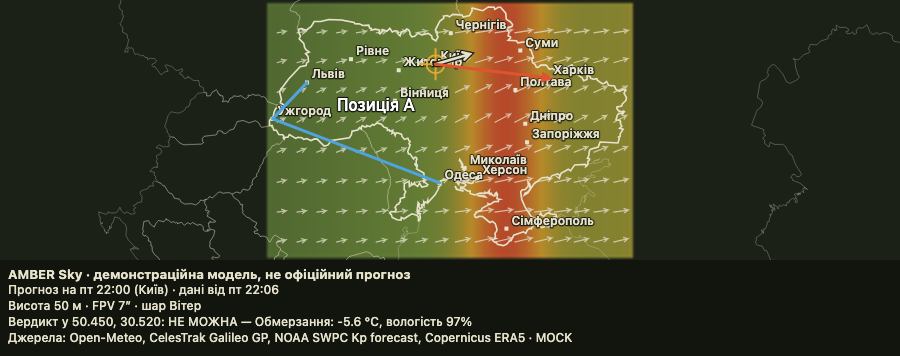 Чернігів
Суми
Рівне
Київ
Житомир
Харків
Львів
Полтава
Вінниця
Ужгород
Позиція А
Дніпро
Запоріжжя
Миколаїв
Херсон
Одеса
Сімферополь
AMBER Sky · демонстраційна модель, не офіційний прогноз
Прогноз на пт 22:00 (Київ) · дані від пт 22:06
Висота 50 м · FPV 7″ · шар Вітер
Вердикт у 50.450, 30.520: НЕ МОЖНА — Обмерзання: -5.6 °C, вологість 97%
Джерела: Open-Meteo, CelesTrak Galileo GP, NOAA SWPC Kp forecast, Copernicus ERA5 · МОСК